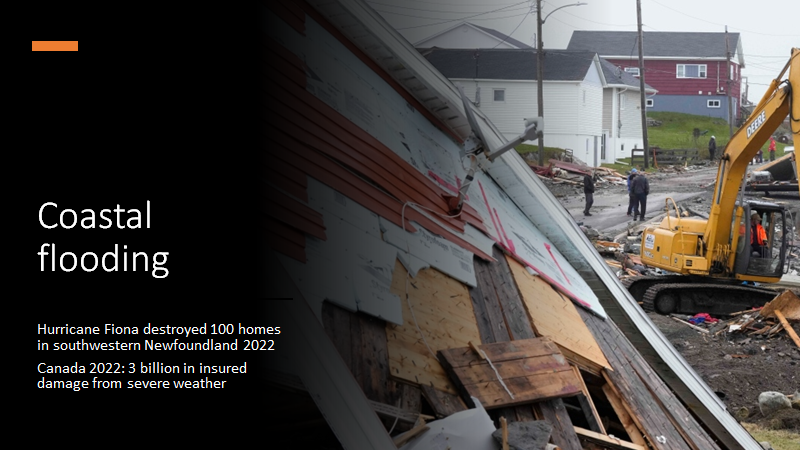 Coastal
flooding
Hurricane Fiona destroyed 100 homes
in southwestern Newfoundland 2022
Canada 2022: 3 billion in insured
damage from severe weather
DEERE